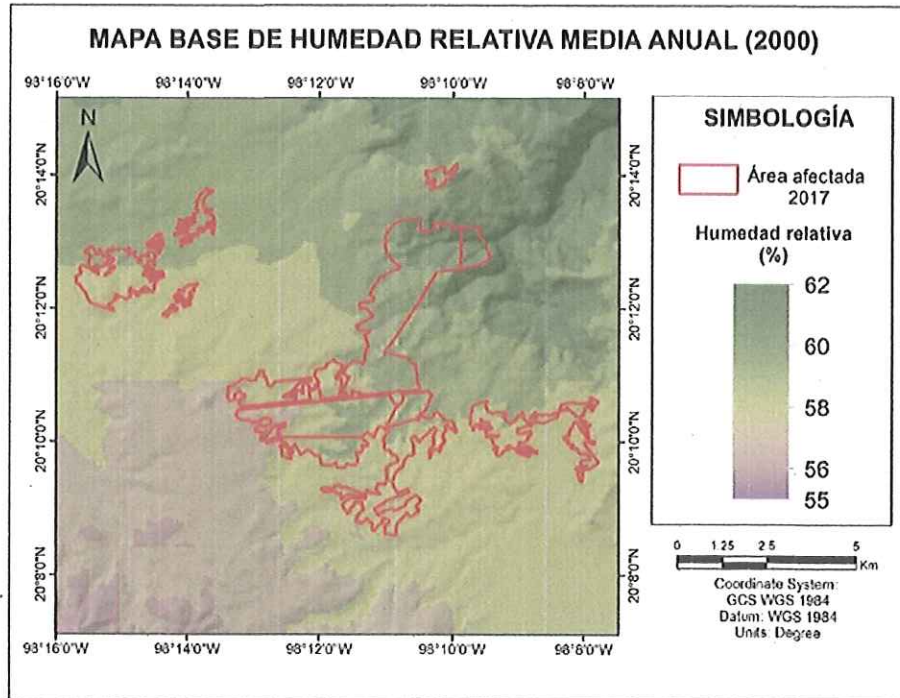 MAPA BASE DE HUMEDAD RELATIVA MEDIA ANUAL (2000)
98°16'0"W 98°14'0"W 98°12'0"W 98°10'0"W 98°8'0"W
N
20°14'0"N 20°14'0"N
20°12'0"N 20°12'0"N
20°10'0"N 20°10'0"N
20°8'0"N 20°8'0"N
98°16'0"W 98°14'0"W 98°12'0"W 98°10'0"W 98°8'0"W
SIMBOLOGÍA
Área afectada
2017
Humedad relativa
(%)
62
60
58
56
55
0 1.25 2.5 5
Km
Coordinate System:
GCS WGS 1984
Datum: WGS 1984
Units: Degree